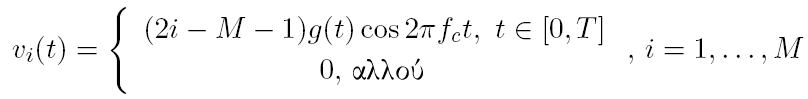 v_i(t) = { (2i − M − 1)g(t) cos 2πf_c t, t ∈ [0, T]
0, αλλού , i = 1, . . . , M